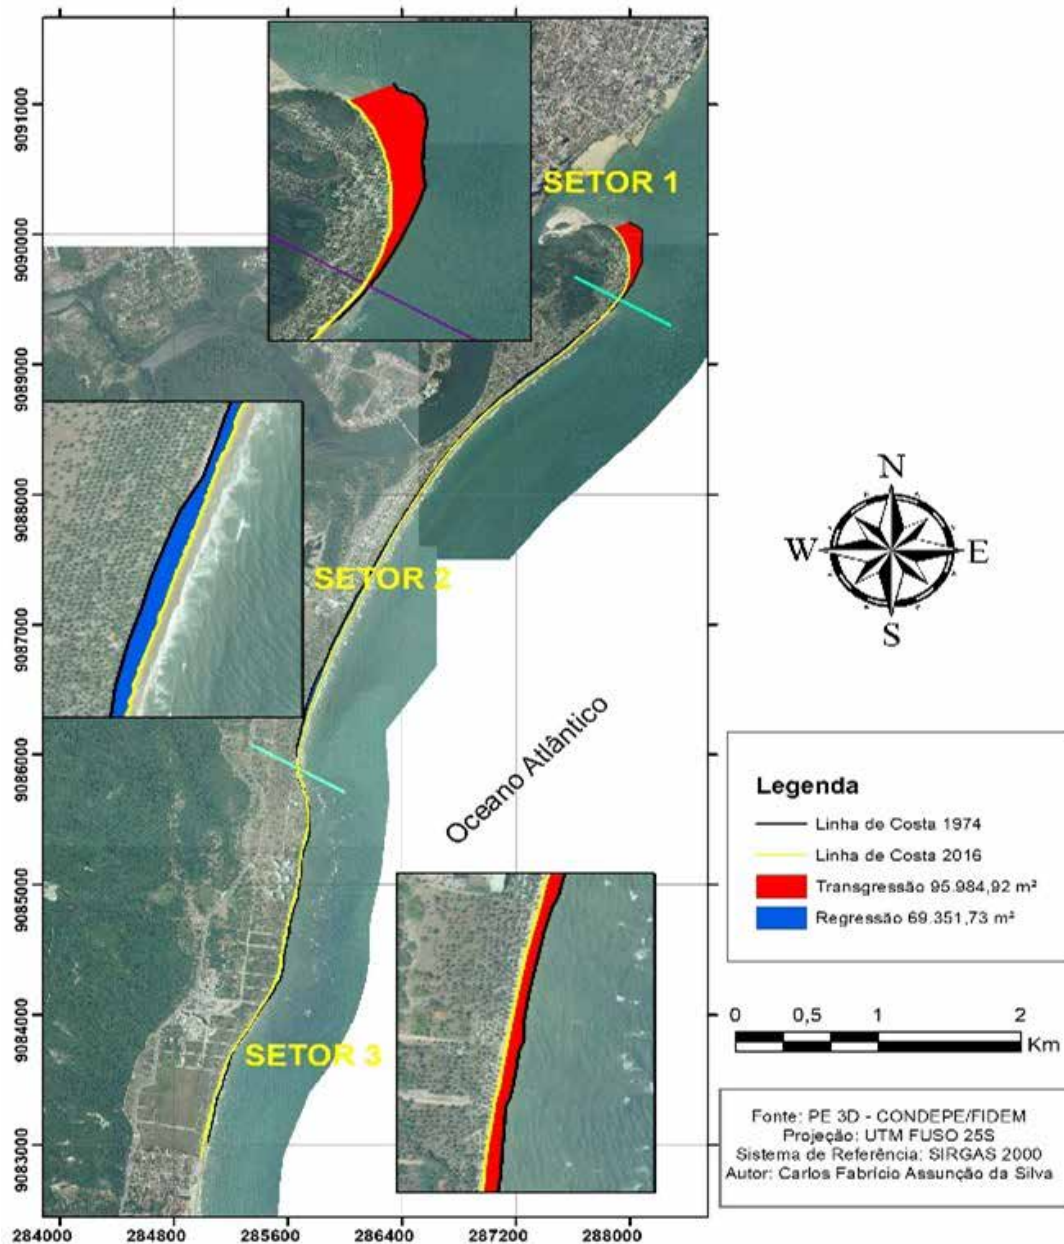 SETOR 1
SETOR 2
SETOR 3
Oceano Atlântico
N
W
E
S
Legenda
Linha de Costa 1974
Linha de Costa 2016
Transgressão 95.984,92 m²
Regressão 69.351,73 m²
0 0,5 1 2
Km
Fonte: PE 3D - CONDEPE/FIDEM
Projeção: UTM FUSO 25S
Sistema de Referência: SIRGAS 2000
Autor: Carlos Fabrício Assunção da Silva
9091000
9090000
9089000
9088000
9087000
9086000
9085000
9084000
9083000
284000 284800 285600 286400 287200 288000